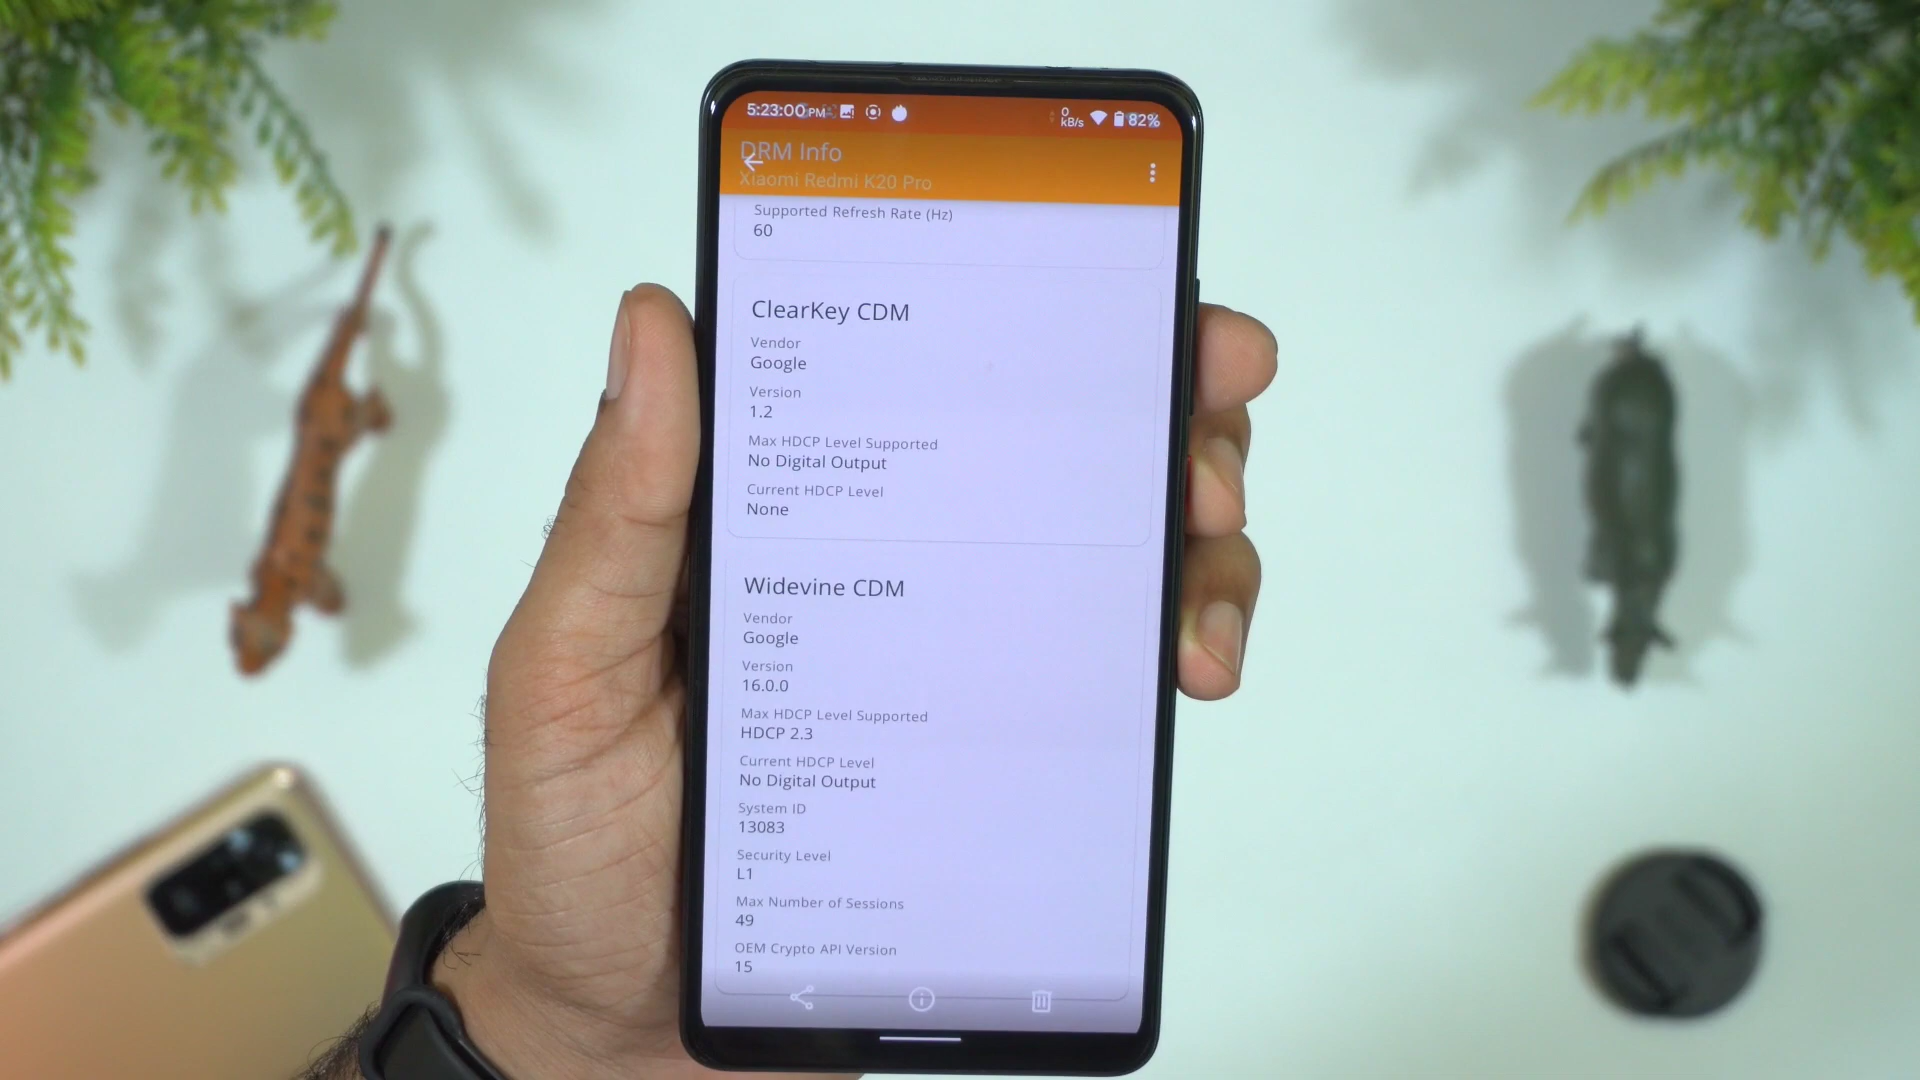 5:23:00 PM
0
kB/s
82%
DRM Info
Xiaomi Redmi K20 Pro
Supported Refresh Rate (Hz)
60
ClearKey CDM
Vendor
Google
Version
1.2
Max HDCP Level Supported
No Digital Output
Current HDCP Level
None
Widevine CDM
Vendor
Google
Version
16.0.0
Max HDCP Level Supported
HDCP 2.3
Current HDCP Level
No Digital Output
System ID
13083
Security Level
L1
Max Number of Sessions
49
OEM Crypto API Version
15